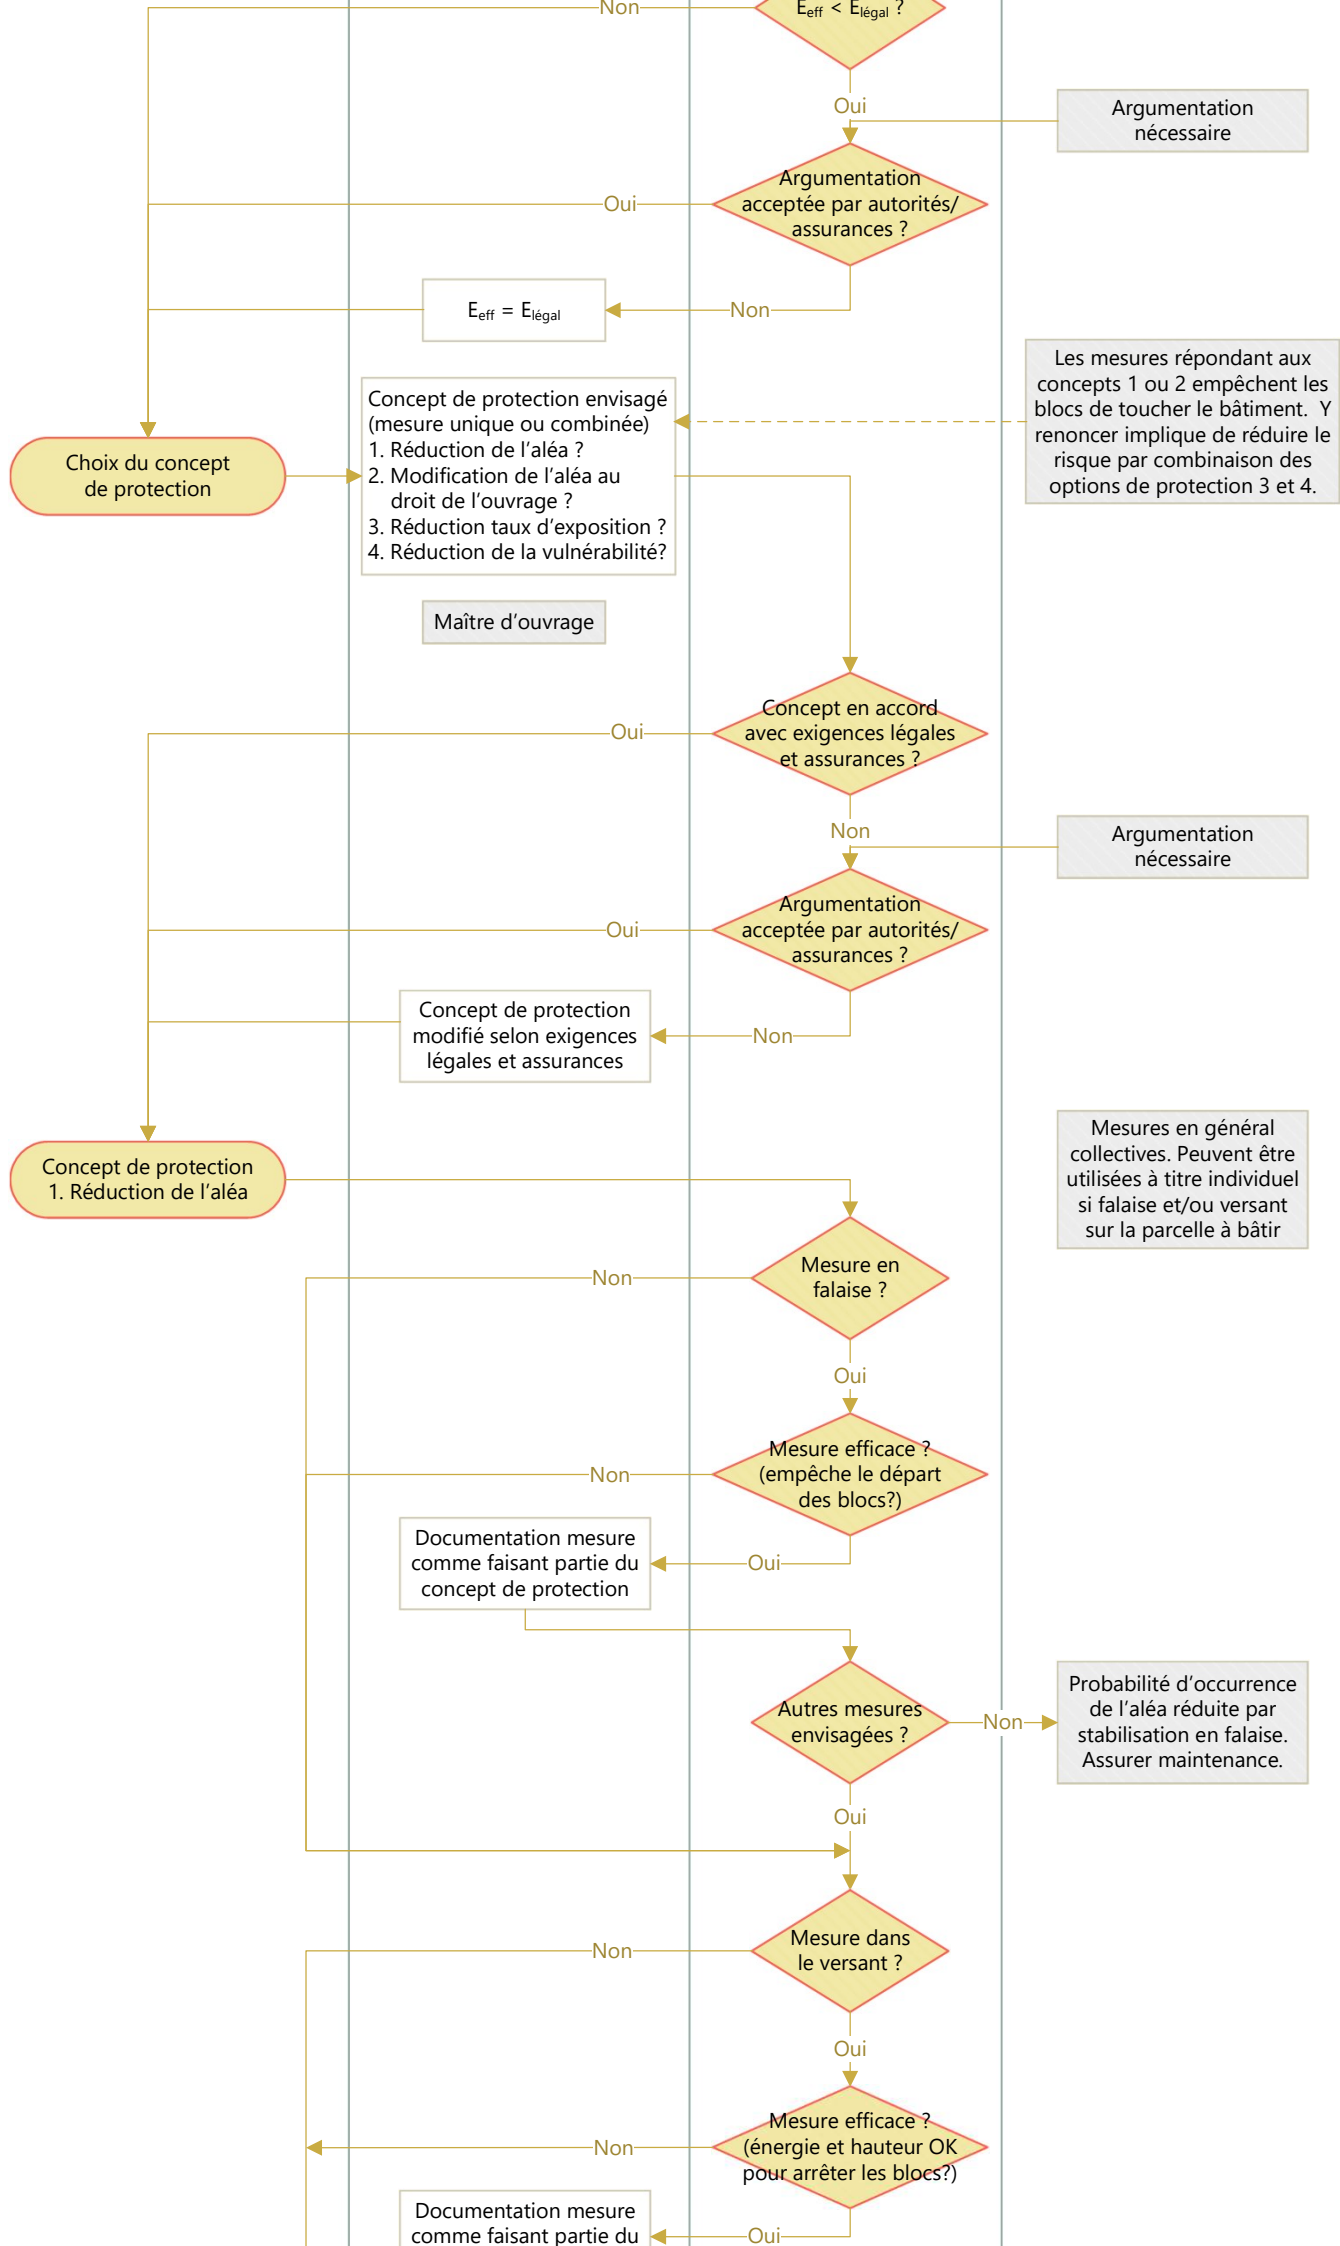 Non
E_eff < E_légal ?
Oui
Argumentation
nécessaire
Argumentation
acceptée par autorités/
assurances ?
Oui
E_eff = E_légal
Non
Les mesures répondant aux
concepts 1 ou 2 empêchent les
blocs de toucher le bâtiment. Y
renoncer implique de réduire le
risque par combinaison des
options de protection 3 et 4.
Concept de protection envisagé
(mesure unique ou combinée)
1. Réduction de l'aléa ?
2. Modification de l'aléa au
droit de l'ouvrage ?
3. Réduction taux d'exposition ?
4. Réduction de la vulnérabilité?
Choix du concept
de protection
Maître d'ouvrage
Concept en accord
avec exigences légales
et assurances ?
Oui
Non
Argumentation
nécessaire
Argumentation
acceptée par autorités/
assurances ?
Oui
Concept de protection
modifié selon exigences
légales et assurances
Non
Concept de protection
1. Réduction de l'aléa
Mesures en général
collectives. Peuvent être
utilisées à titre individuel
si falaise et/ou versant
sur la parcelle à bâtir
Mesure en
falaise ?
Non
Oui
Mesure efficace ?
(empêche le départ
des blocs?)
Non
Documentation mesure
comme faisant partie du
concept de protection
Oui
Autres mesures
envisagées ?
Non
Probabilité d'occurrence
de l'aléa réduite par
stabilisation en falaise.
Assurer maintenance.
Oui
Mesure dans
le versant ?
Non
Oui
Mesure efficace ?
(énergie et hauteur OK
pour arrêter les blocs?)
Non
Documentation mesure
comme faisant partie du
Oui